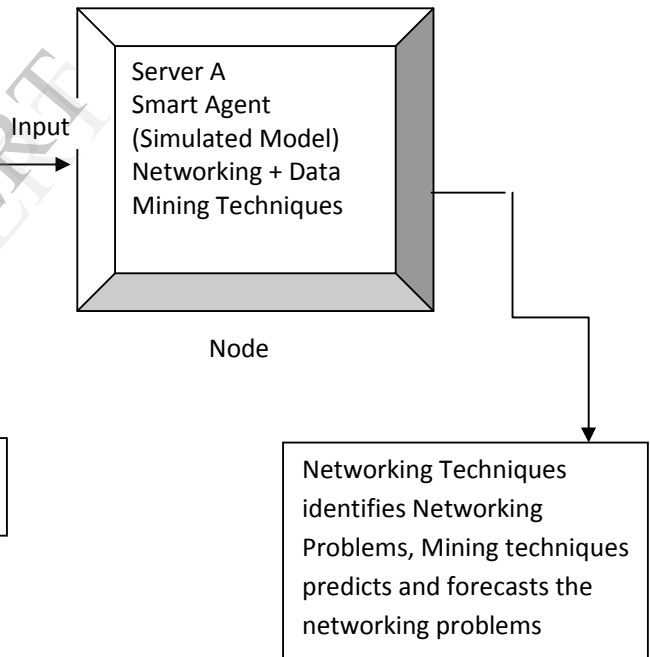 Input
Server A
Smart Agent
(Simulated Model)
Networking + Data
Mining Techniques
Node
Networking Techniques
identifies Networking
Problems, Mining techniques
predicts and forecasts the
networking problems